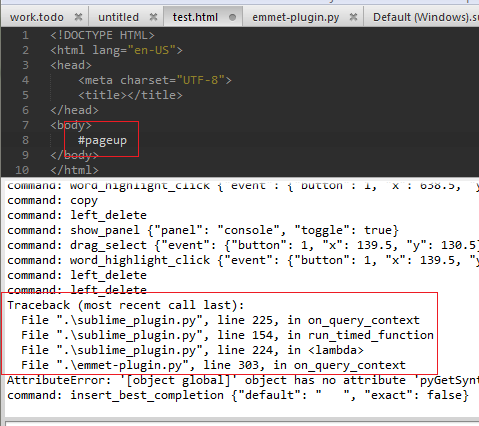 work.todo × untitled × test.html emmet-plugin.py × Default (Windows).su
1 <!DOCTYPE HTML>
2 <html lang="en-US">
3 <head>
4 <meta charset="UTF-8">
5 <title></title>
6 </head>
7 <body>
8 #pageup
9 </body>
10 </html>
command: word_highlight_click {"event": {"button": 1, "x": 638.5, "y
command: copy
command: left_delete
command: show_panel {"panel": "console", "toggle": true}
command: drag_select {"event": {"button": 1, "x": 139.5, "y": 130.5}
command: word_highlight_click {"event": {"button": 1, "x": 139.5, "y
command: left_delete
command: left_delete
Traceback (most recent call last):
File ".\sublime_plugin.py", line 225, in on_query_context
File ".\sublime_plugin.py", line 154, in run_timed_function
File ".\sublime_plugin.py", line 224, in <lambda>
File ".\emmet-plugin.py", line 303, in on_query_context
AttributeError: '[object global]' object has no attribute 'pyGetSynt
command: insert_best_completion {"default": " ", "exact": false}